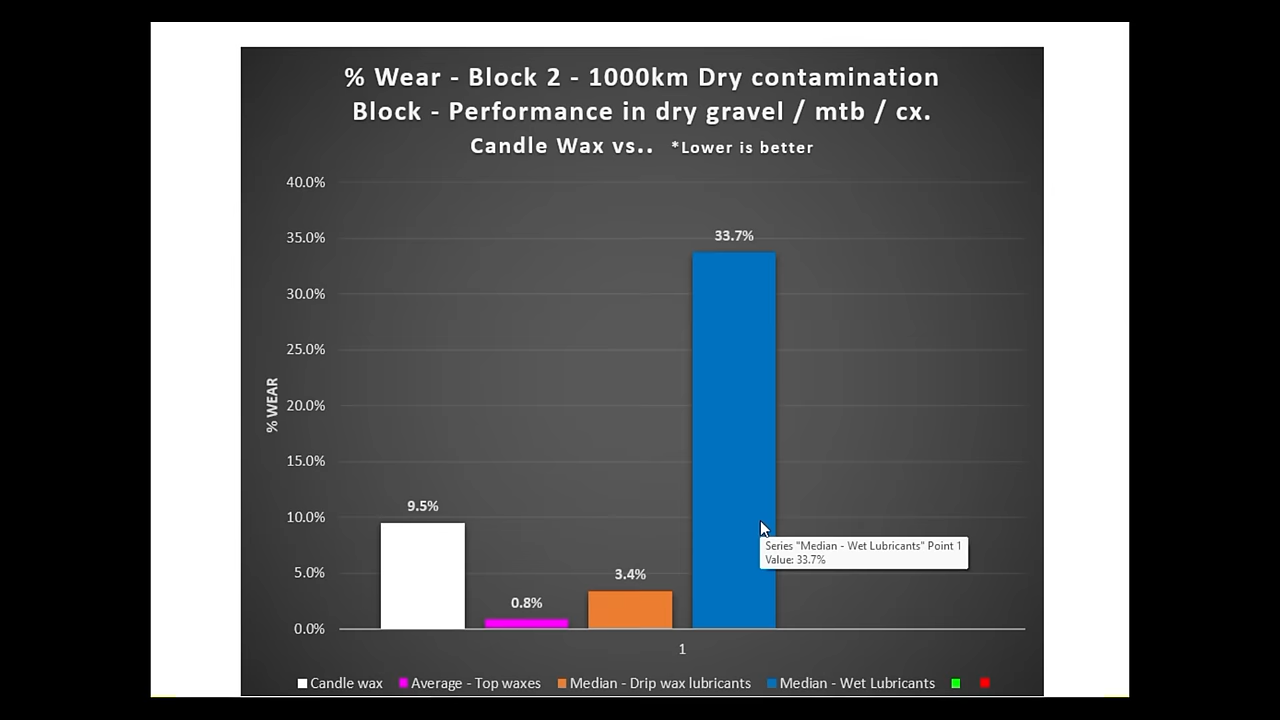 % Wear - Block 2 - 1000km Dry contamination
Block - Performance in dry gravel / mtb / cx.
Candle Wax vs.. *Lower is better
40.0%
35.0%
30.0%
25.0%
20.0%
15.0%
10.0%
5.0%
0.0%
% WEAR
9.5%
0.8%
3.4%
33.7%
Series "Median - Wet Lubricants" Point 1
Value: 33.7%
1
Candle wax Average - Top waxes Median - Drip wax lubricants Median - Wet Lubricants